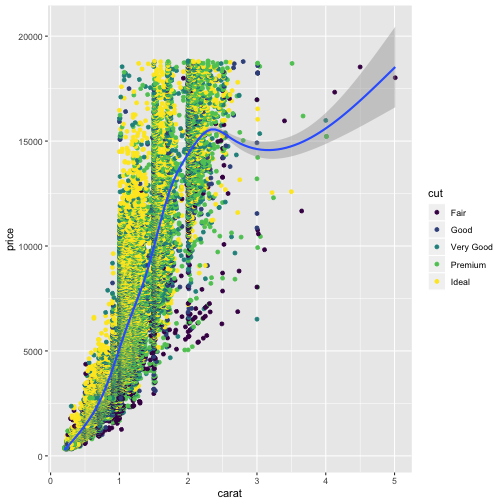 20000
15000
10000
5000
0
price
0
1
2
3
4
5
carat
cut
Fair
Good
Very Good
Premium
Ideal